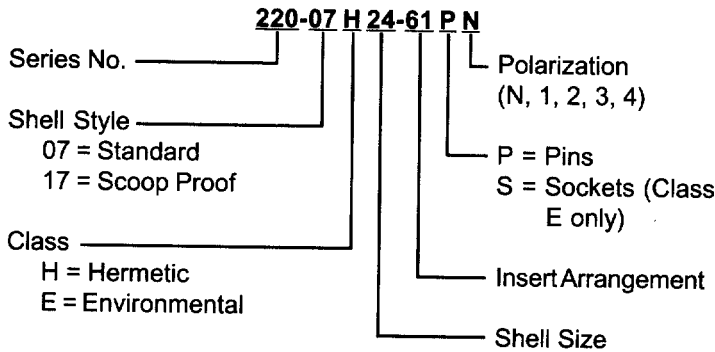 220-07 H 24-61 P N
Series No.
Shell Style
07 = Standard
17 = Scoop Proof
Class
H = Hermetic
E = Environmental
Polarization
(N, 1, 2, 3, 4)
P = Pins
S = Sockets (Class
E only)
Insert Arrangement
Shell Size